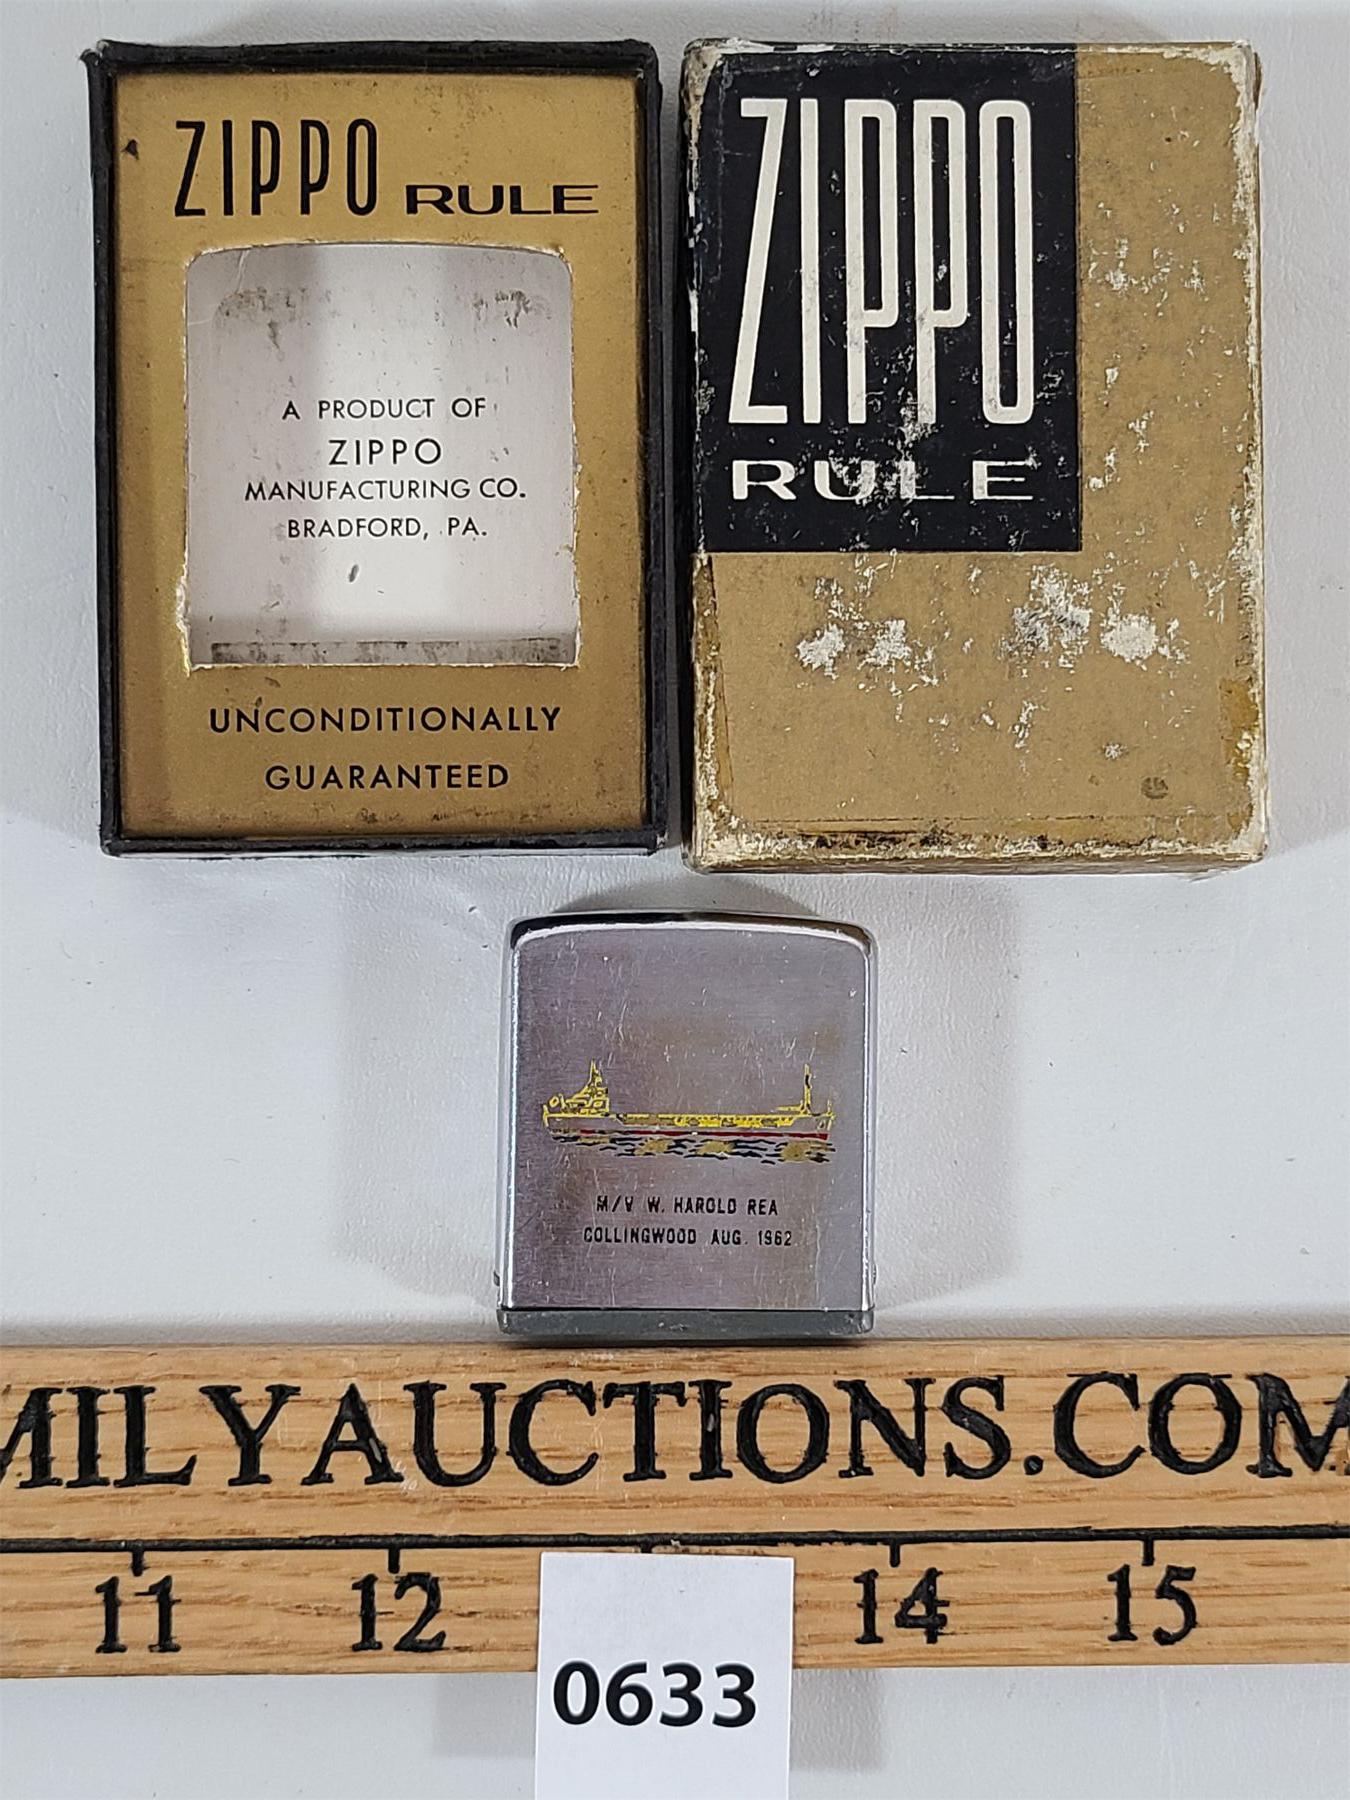 ZIPPO RULE
A PRODUCT OF
ZIPPO
MANUFACTURING CO.
BRADFORD, PA.
UNCONDITIONALLY
GUARANTEED
ZIPPO
RULE
M/V W. HAROLD REA
COLLINGWOOD AUG. 1962
MILYAUCTIONS.COM
11 12 14 15
0633